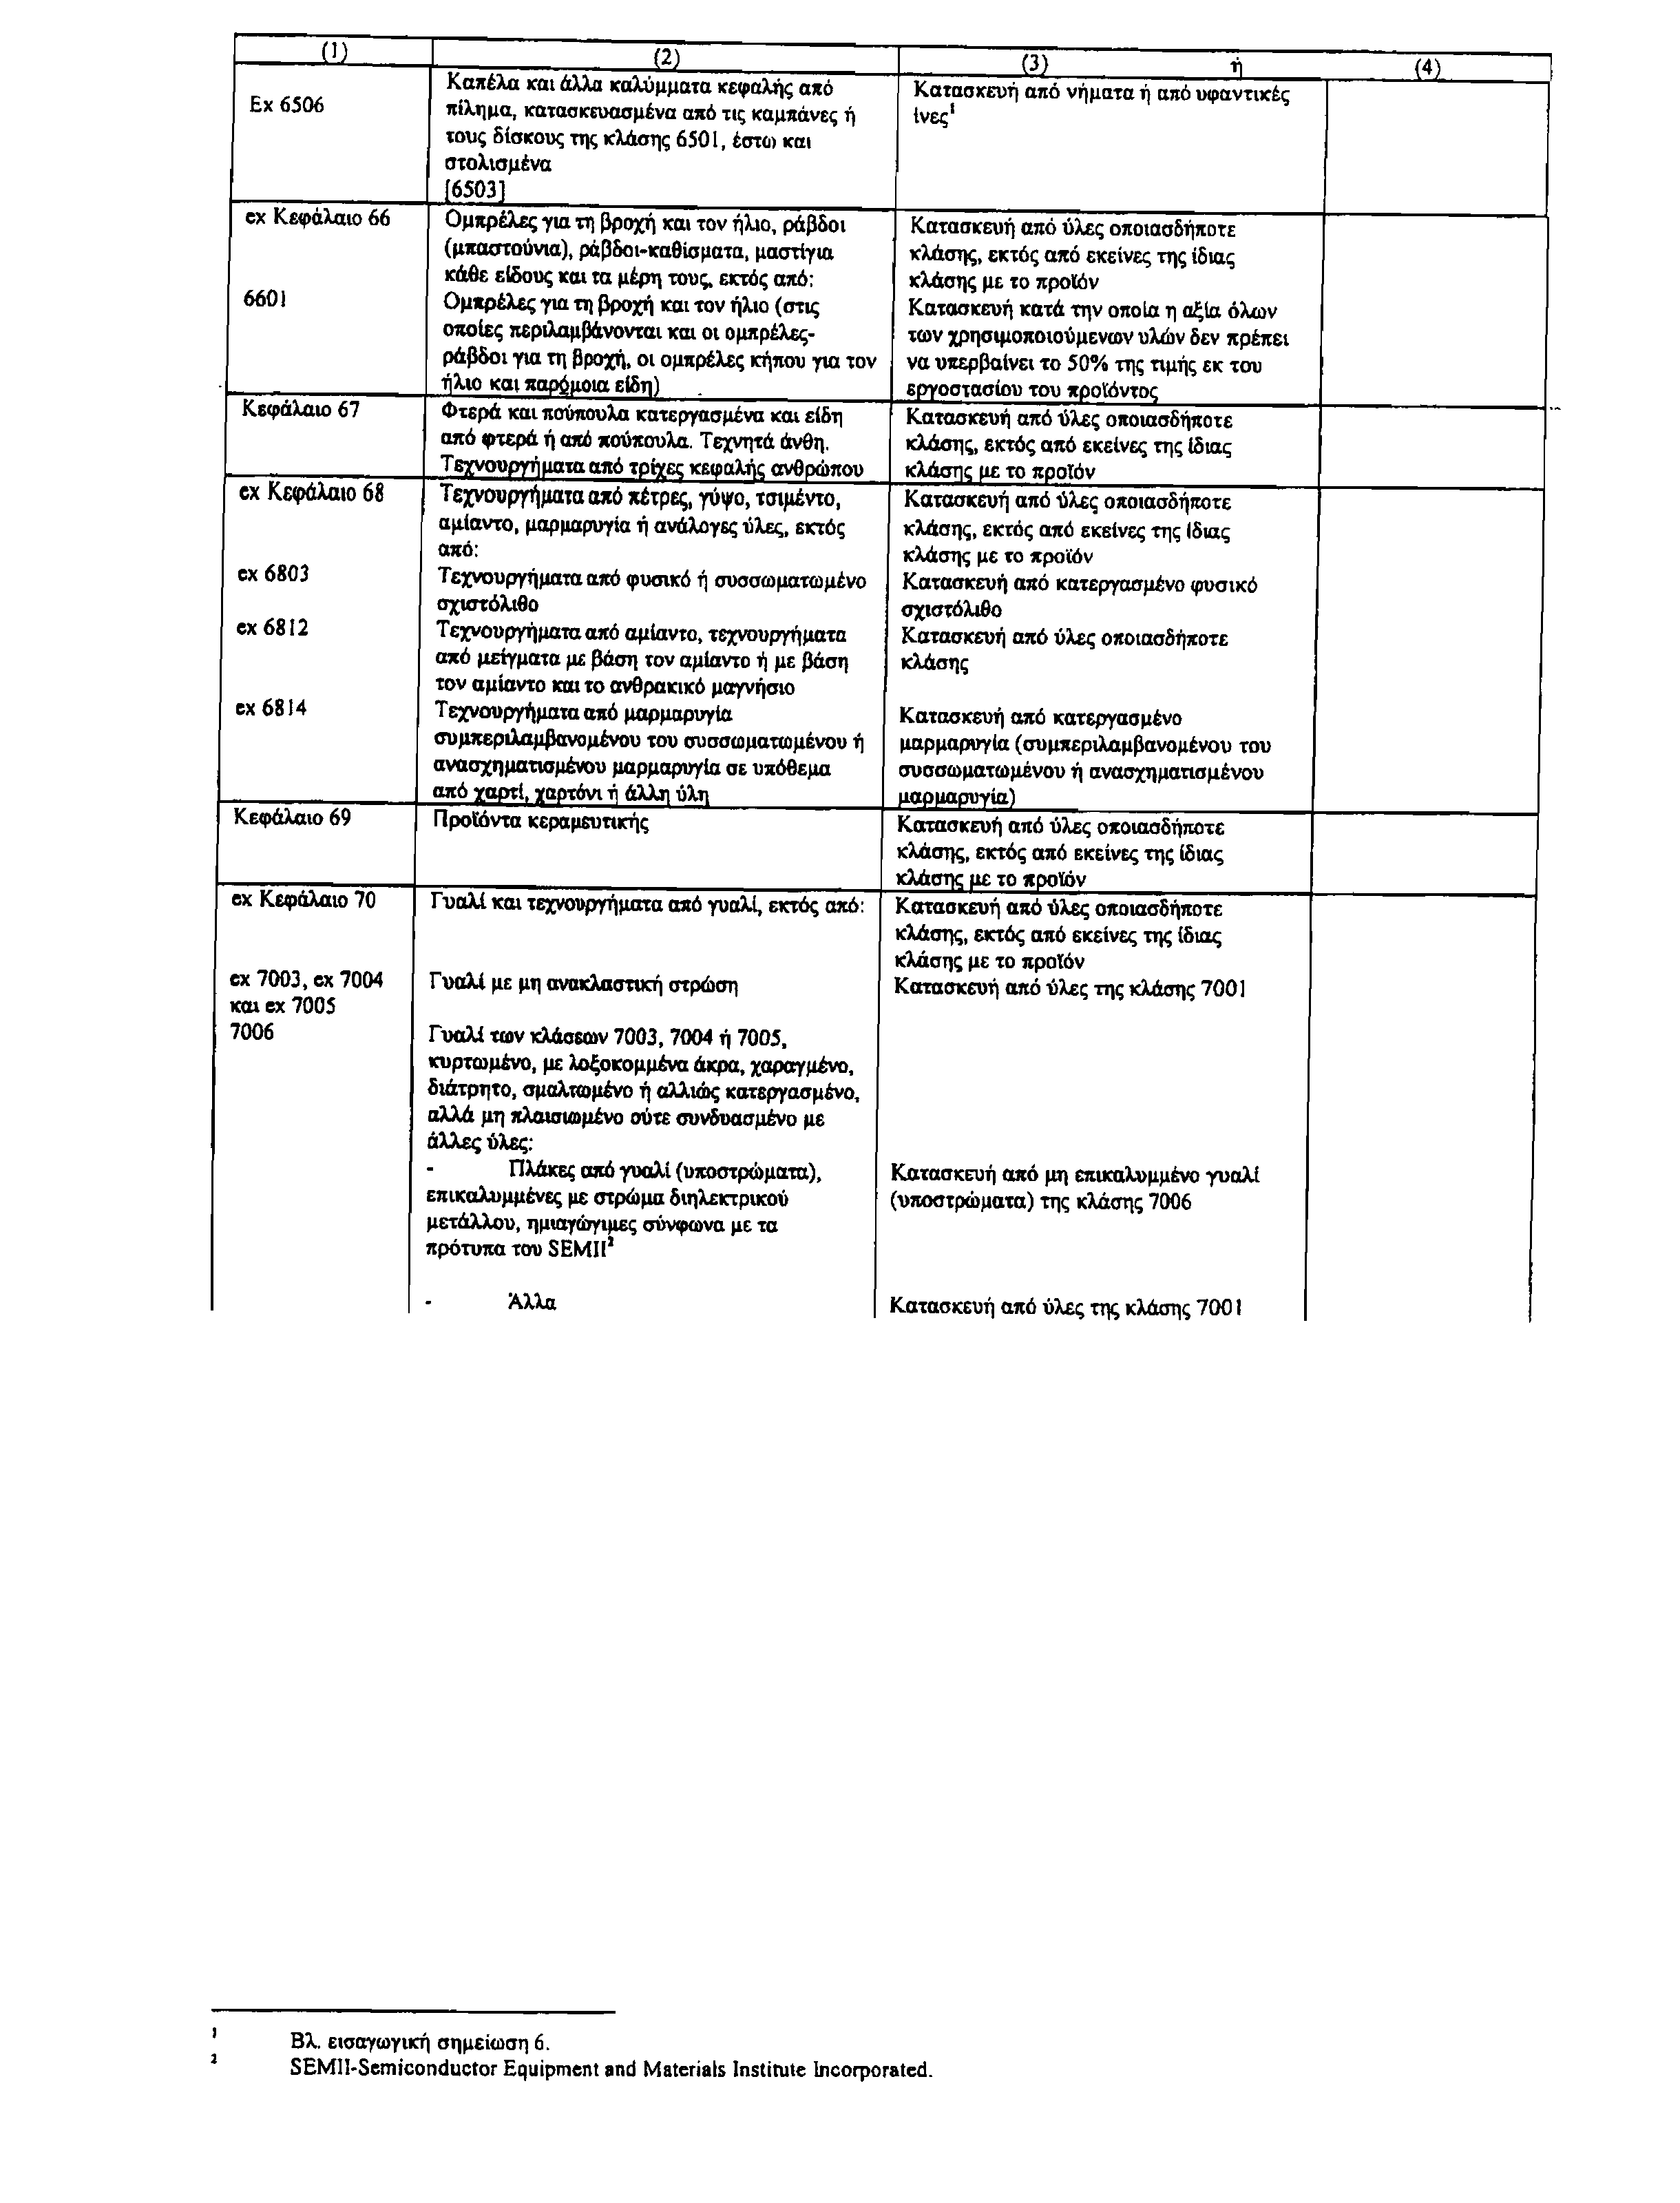 (1) (2) (3) ή (4)
Ex 6506
Καπέλα και άλλα καλύμματα κεφαλής από
πίλημα, κατασκευασμένα από τις καμπάνες ή
τους δίσκους της κλάσης 6501, έστω και
στολισμένα
[6503]
Κατασκευή από νήματα ή από υφαντικές
ίνες¹
ex Κεφάλαιο 66
Ομπρέλες για τη βροχή και τον ήλιο, ράβδοι
(μπαστούνια), ράβδοι-καθίσματα, μαστίγια
κάθε είδους και τα μέρη τους, εκτός από:
Κατασκευή από ύλες οποιασδήποτε
κλάσης, εκτός από εκείνες της ίδιας
κλάσης με το προϊόν
6601
Ομπρέλες για τη βροχή και τον ήλιο (στις
οποίες περιλαμβάνονται και οι ομπρέλες-
ράβδοι για τη βροχή, οι ομπρέλες κήπου για τον
ήλιο και παρόμοια είδη)
Κατασκευή κατά την οποία η αξία όλων
των χρησιμοποιούμενων υλών δεν πρέπει
να υπερβαίνει το 50% της τιμής εκ του
εργοστασίου του προϊόντος
Κεφάλαιο 67
Φτερά και πούπουλα κατεργασμένα και είδη
από φτερά ή από πούπουλα. Τεχνητά άνθη.
Τεχνουργήματα από τρίχες κεφαλής ανθρώπου
Κατασκευή από ύλες οποιασδήποτε
κλάσης, εκτός από εκείνες της ίδιας
κλάσης με το προϊόν
ex Κεφάλαιο 68
Τεχνουργήματα από πέτρες, γύψο, τσιμέντο,
αμίαντο, μαρμαρυγία ή ανάλογες ύλες, εκτός
από:
Κατασκευή από ύλες οποιασδήποτε
κλάσης, εκτός από εκείνες της ίδιας
κλάσης με το προϊόν
ex 6803
Τεχνουργήματα από φυσικό ή συσσωματωμένο
σχιστόλιθο
Κατασκευή από κατεργασμένο φυσικό
σχιστόλιθο
ex 6812
Τεχνουργήματα από αμίαντο, τεχνουργήματα
από μείγματα με βάση τον αμίαντο ή με βάση
τον αμίαντο και το ανθρακικό μαγνήσιο
Κατασκευή από ύλες οποιασδήποτε
κλάσης
ex 6814
Τεχνουργήματα από μαρμαρυγία
συμπεριλαμβανομένου του συσσωματωμένου ή
ανασχηματισμένου μαρμαρυγία σε υπόθεμα
από χαρτί, χαρτόνι ή άλλη ύλη
Κατασκευή από κατεργασμένο
μαρμαρυγία (συμπεριλαμβανομένου του
συσσωματωμένου ή ανασχηματισμένου
μαρμαρυγία)
Κεφάλαιο 69
Προϊόντα κεραμευτικής
Κατασκευή από ύλες οποιασδήποτε
κλάσης, εκτός από εκείνες της ίδιας
κλάσης με το προϊόν
ex Κεφάλαιο 70
Γυαλί και τεχνουργήματα από γυαλί, εκτός από:
Κατασκευή από ύλες οποιασδήποτε
κλάσης, εκτός από εκείνες της ίδιας
κλάσης με το προϊόν
ex 7003, ex 7004
και ex 7005
Γυαλί με μη ανακλαστική στρώση
Κατασκευή από ύλες της κλάσης 7001
7006
Γυαλί των κλάσεων 7003, 7004 ή 7005,
κυρτωμένο, με λοξοκομμένα άκρα, χαραγμένο,
διάτρητο, σμαλτωμένο ή αλλιώς κατεργασμένο,
αλλά μη πλαισιωμένο ούτε συνδυασμένο με
άλλες ύλες:
- Πλάκες από γυαλί (υποστρώματα),
επικαλυμμένες με στρώμα διηλεκτρικού
μετάλλου, ημιαγώγιμες σύνφωνα με τα
πρότυπα του SEMII²
Κατασκευή από μη επικαλυμμένο γυαλί
(υποστρώματα) της κλάσης 7006
- Άλλα
Κατασκευή από ύλες της κλάσης 7001
¹ Βλ. εισαγωγική σημείωση 6.
² SEMII-Semiconductor Equipment and Materials Institute Incorporated.